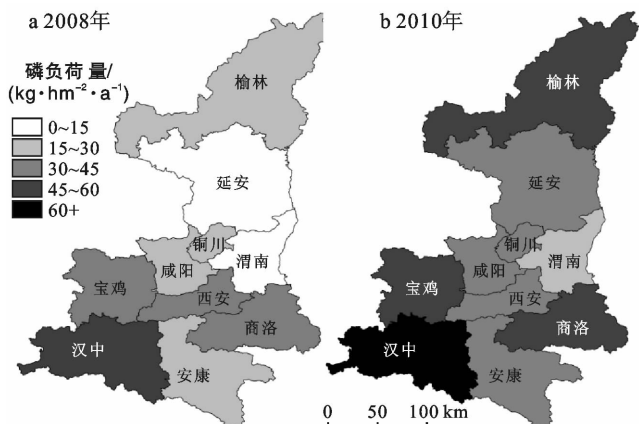 a 2008年
磷负荷量/
(kg·hm⁻²·a⁻¹)
0~15
15~30
30~45
45~60
60+
榆林
延安
铜川
咸阳
渭南
宝鸡
西安
商洛
汉中
安康
b 2010年
榆林
延安
铜川
咸阳
渭南
宝鸡
西安
商洛
汉中
安康
0 50 100 km